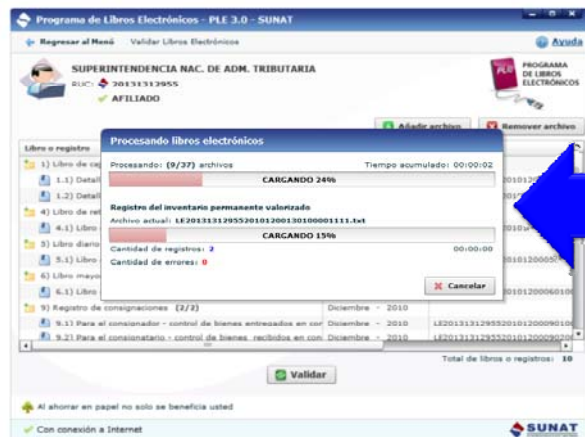 Programa de Libros Electrónicos - PLE 3.0 - SUNAT
Regresar al Menú Validar Libros Electrónicos Ayuda
SUPERINTENDENCIA NAC. DE ADM. TRIBUTARIA
RUC: 20131312955
AFILIADO
PLE
PROGRAMA
DE LIBROS
ELECTRÓNICOS
Añadir archivo Remover archivo
Libro o registro
Procesando libros electrónicos
Procesando: (9/37) archivos Tiempo acumulado: 00:00:02
CARGANDO 24%
Registro del inventario permanente valorizado
Archivo actual: LE2013131295520101200130100001111.txt
CARGANDO 15%
Cantidad de registros: 2 00:00:00
Cantidad de errores: 0
Cancelar
1) Libro de caj
1.1) Detall
1.2) Detall
4) Libro de ret
4.1) Libro
5) Libro diario
5.1) Libro
6) Libro mayo
6.1) Libro
9) Registro de consignaciones (2/2) Diciembre - 2010
9.1) Para el consignador - control de bienes entregados en con Diciembre - 2010
9.2) Para el consignatario - control de bienes recibidos en con Diciembre - 2010
Total de libros o registros: 10
Validar
Al ahorrar en papel no solo se beneficia usted
Con conexión a Internet
SUNAT